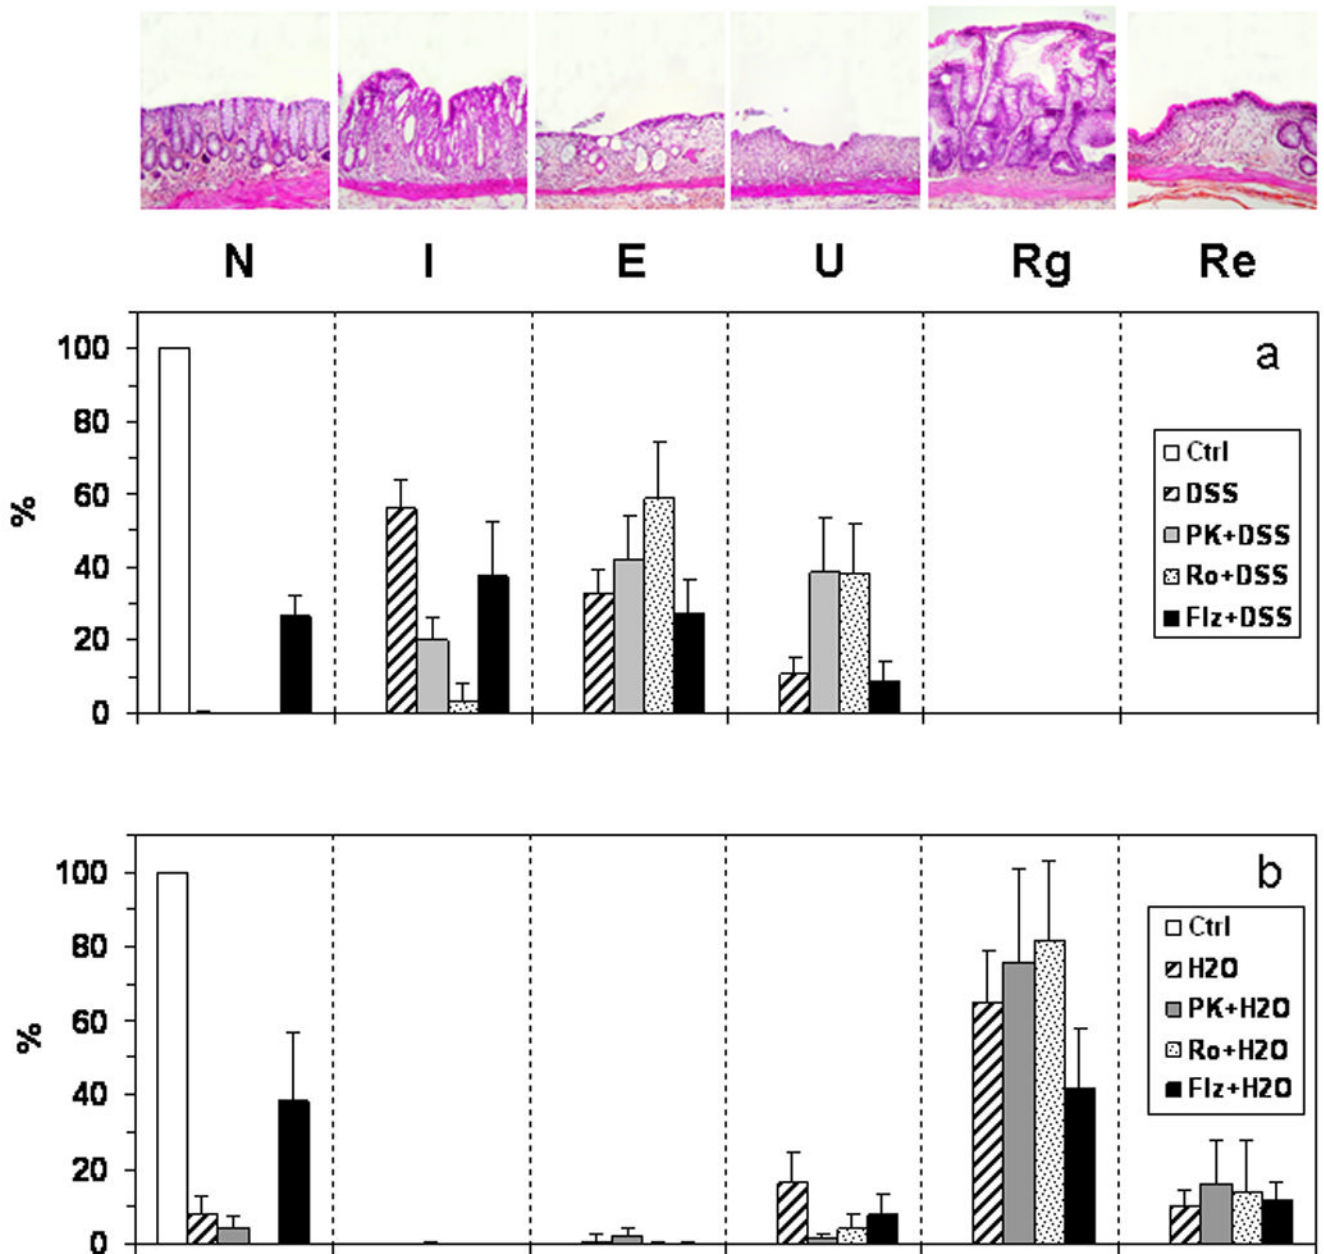 N I E U Rg Re
a
100
80
60
40
20
0
%
Ctrl
DSS
PK+DSS
Ro+DSS
Flz+DSS
b
100
80
60
40
20
0
%
Ctrl
H2O
PK+H2O
Ro+H2O
Flz+H2O